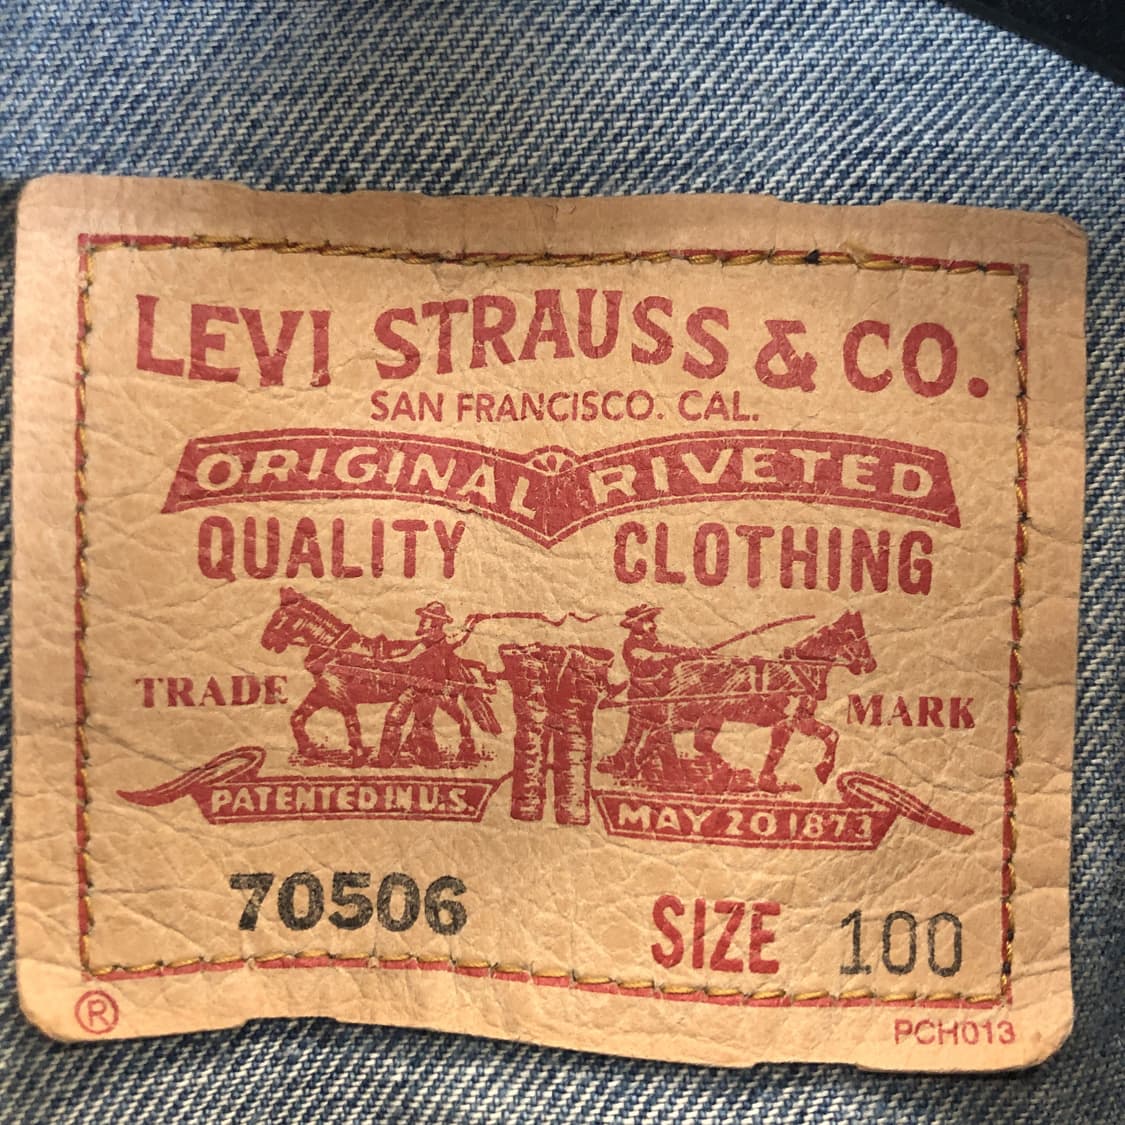 LEVI STRAUSS & CO.
SAN FRANCISCO. CAL.
ORIGINAL RIVETED
QUALITY CLOTHING
TRADE MARK
PATENTED IN U.S. MAY 20 1873
70506 SIZE 100
® PCH013